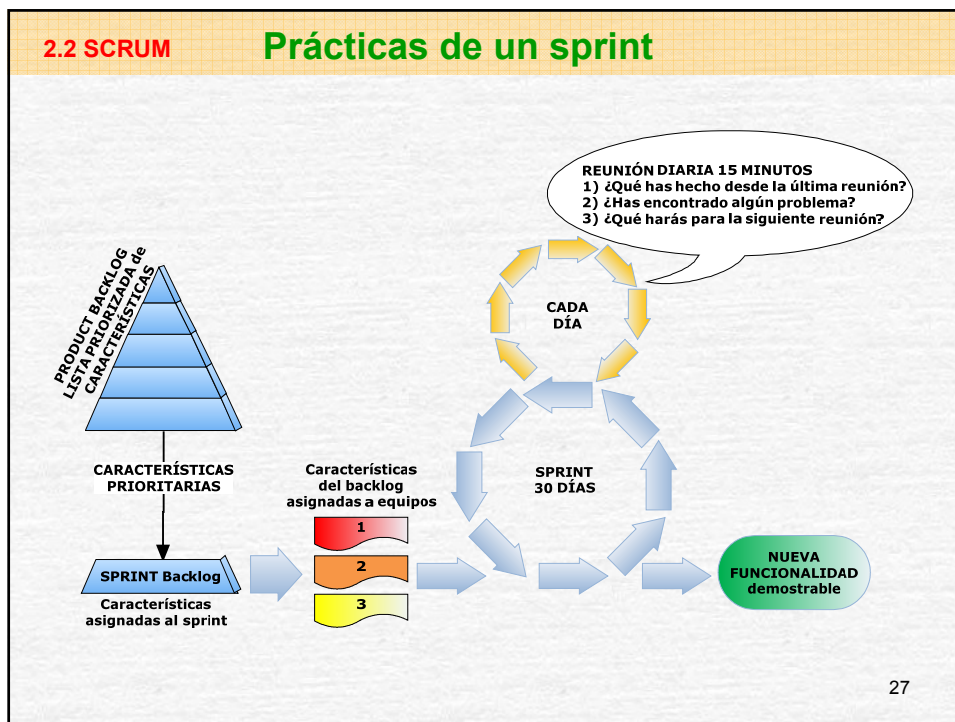 2.2 SCRUM
Prácticas de un sprint
REUNIÓN DIARIA 15 MINUTOS
1) ¿Qué has hecho desde la última reunión?
2) ¿Has encontrado algún problema?
3) ¿Qué harás para la siguiente reunión?
PRODUCT BACKLOG
LISTA PRIORIZADA de
CARACTERÍSTICAS
CADA
DÍA
CARACTERÍSTICAS
PRIORITARIAS
Características
del backlog
asignadas a equipos
1
2
3
SPRINT
30 DÍAS
SPRINT Backlog
Características
asignadas al sprint
NUEVA
FUNCIONALIDAD
demostrable
27